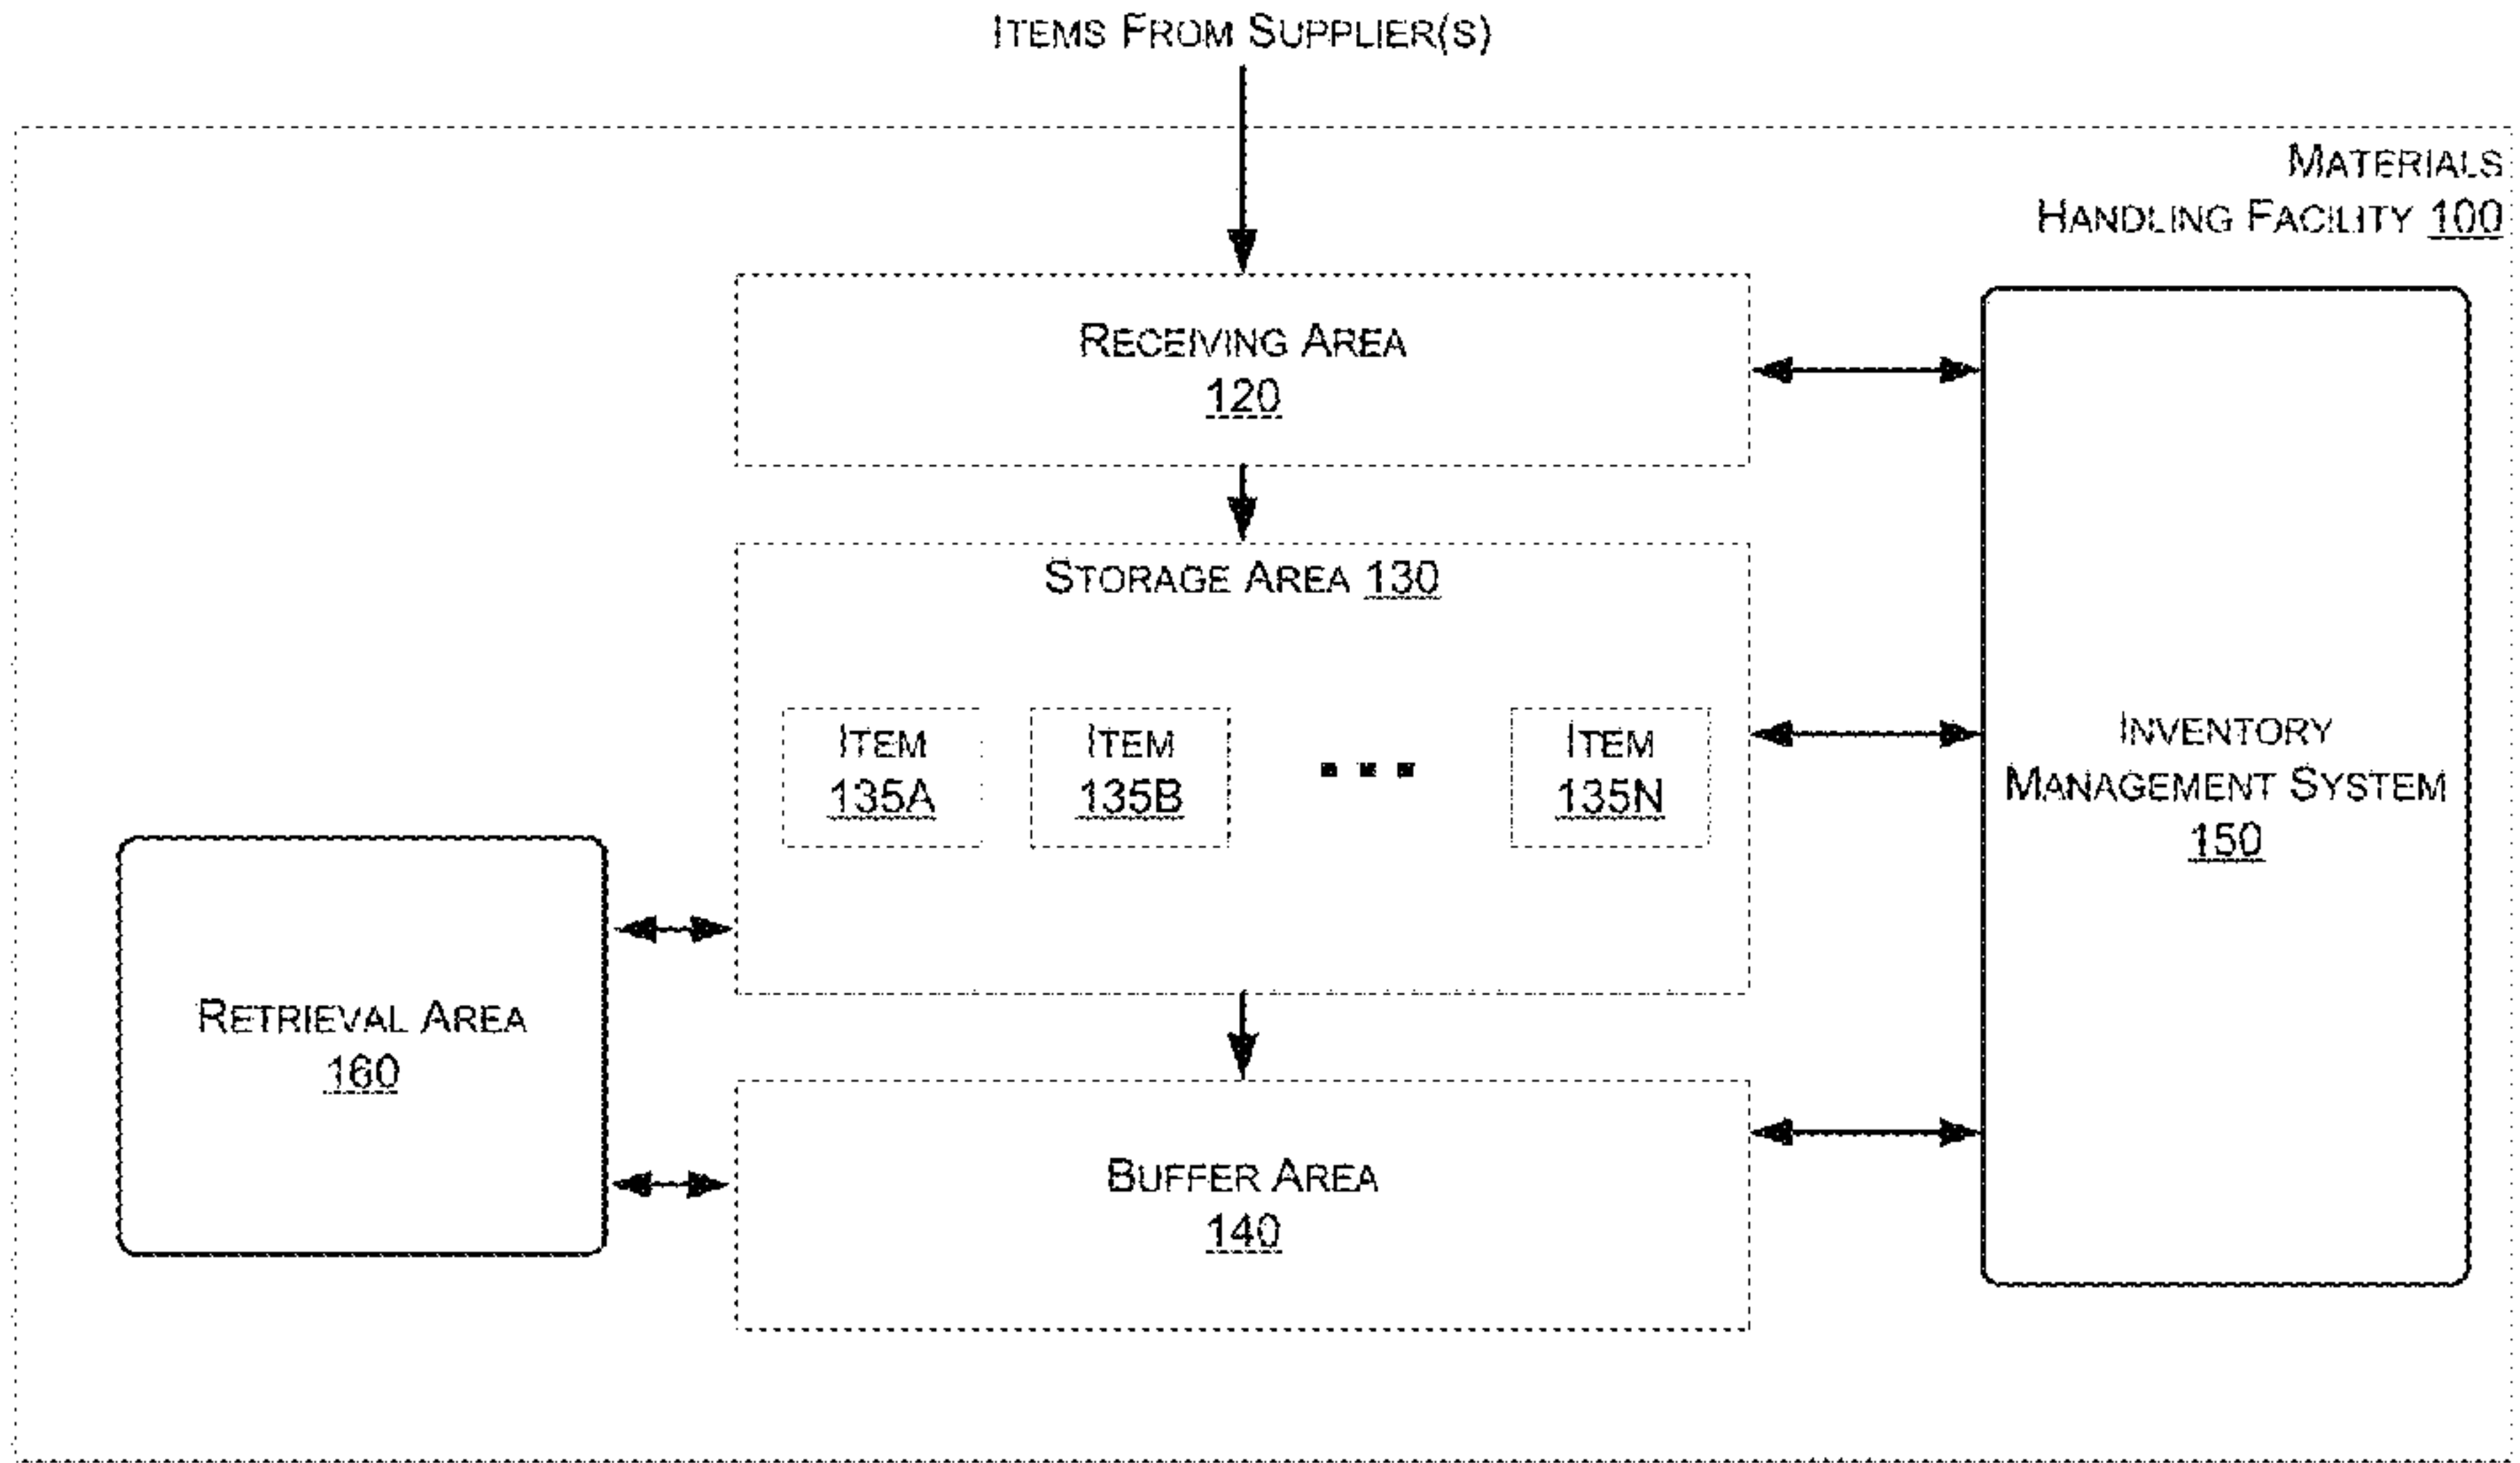 ITEMS FROM SUPPLIER(S)
MATERIALS
HANDLING FACILITY 100
RECEIVING AREA
120
STORAGE AREA 130
ITEM
135A
ITEM
135B
ITEM
135N
INVENTORY
MANAGEMENT SYSTEM
150
RETRIEVAL AREA
160
BUFFER AREA
140